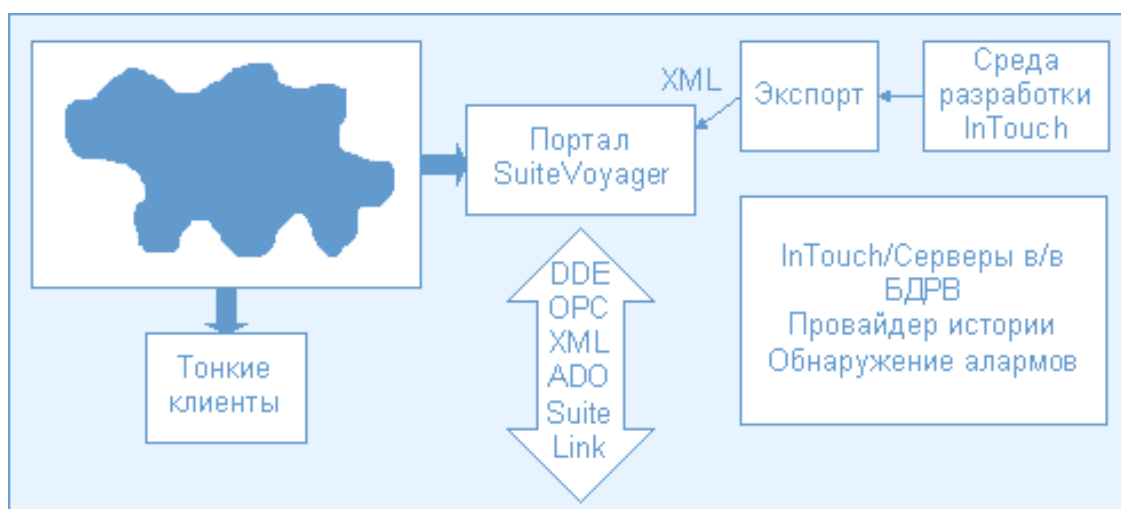 XML
Экспорт
Среда
разработки
InTouch
Портал
SuiteVoyager
InTouch/Серверы в/в
БДРВ
Провайдер истории
Обнаружение алармов
DDE
OPC
XML
ADO
Suite
Link
Тонкие
клиенты